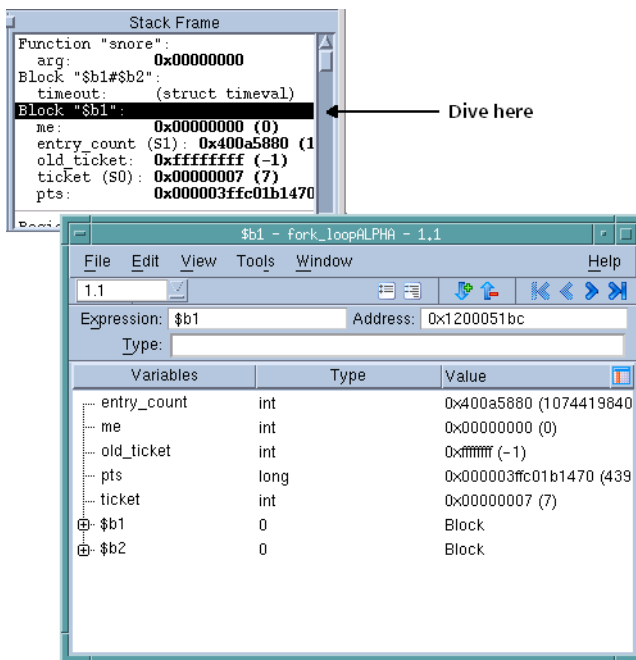 Stack Frame
Function "snore":
arg: 0x00000000
Block "$b1#$b2":
timeout: (struct timeval)
Block "$b1":
me: 0x00000000 (0)
entry_count (S1): 0x400a5880 (1
old_ticket: 0xffffffff (-1)
ticket (S0): 0x00000007 (7)
pts: 0x000003ffc01b1470
Dive here
$b1 - fork_loopALPHA - 1.1
File Edit View Tools Window Help
1.1
Expression: $b1 Address: 0x1200051bc
Type:
Variables Type Value
entry_count int 0x400a5880 (1074419840
me int 0x00000000 (0)
old_ticket int 0xffffffff (-1)
pts long 0x000003ffc01b1470 (439
ticket int 0x00000007 (7)
$b1 0 Block
$b2 0 Block